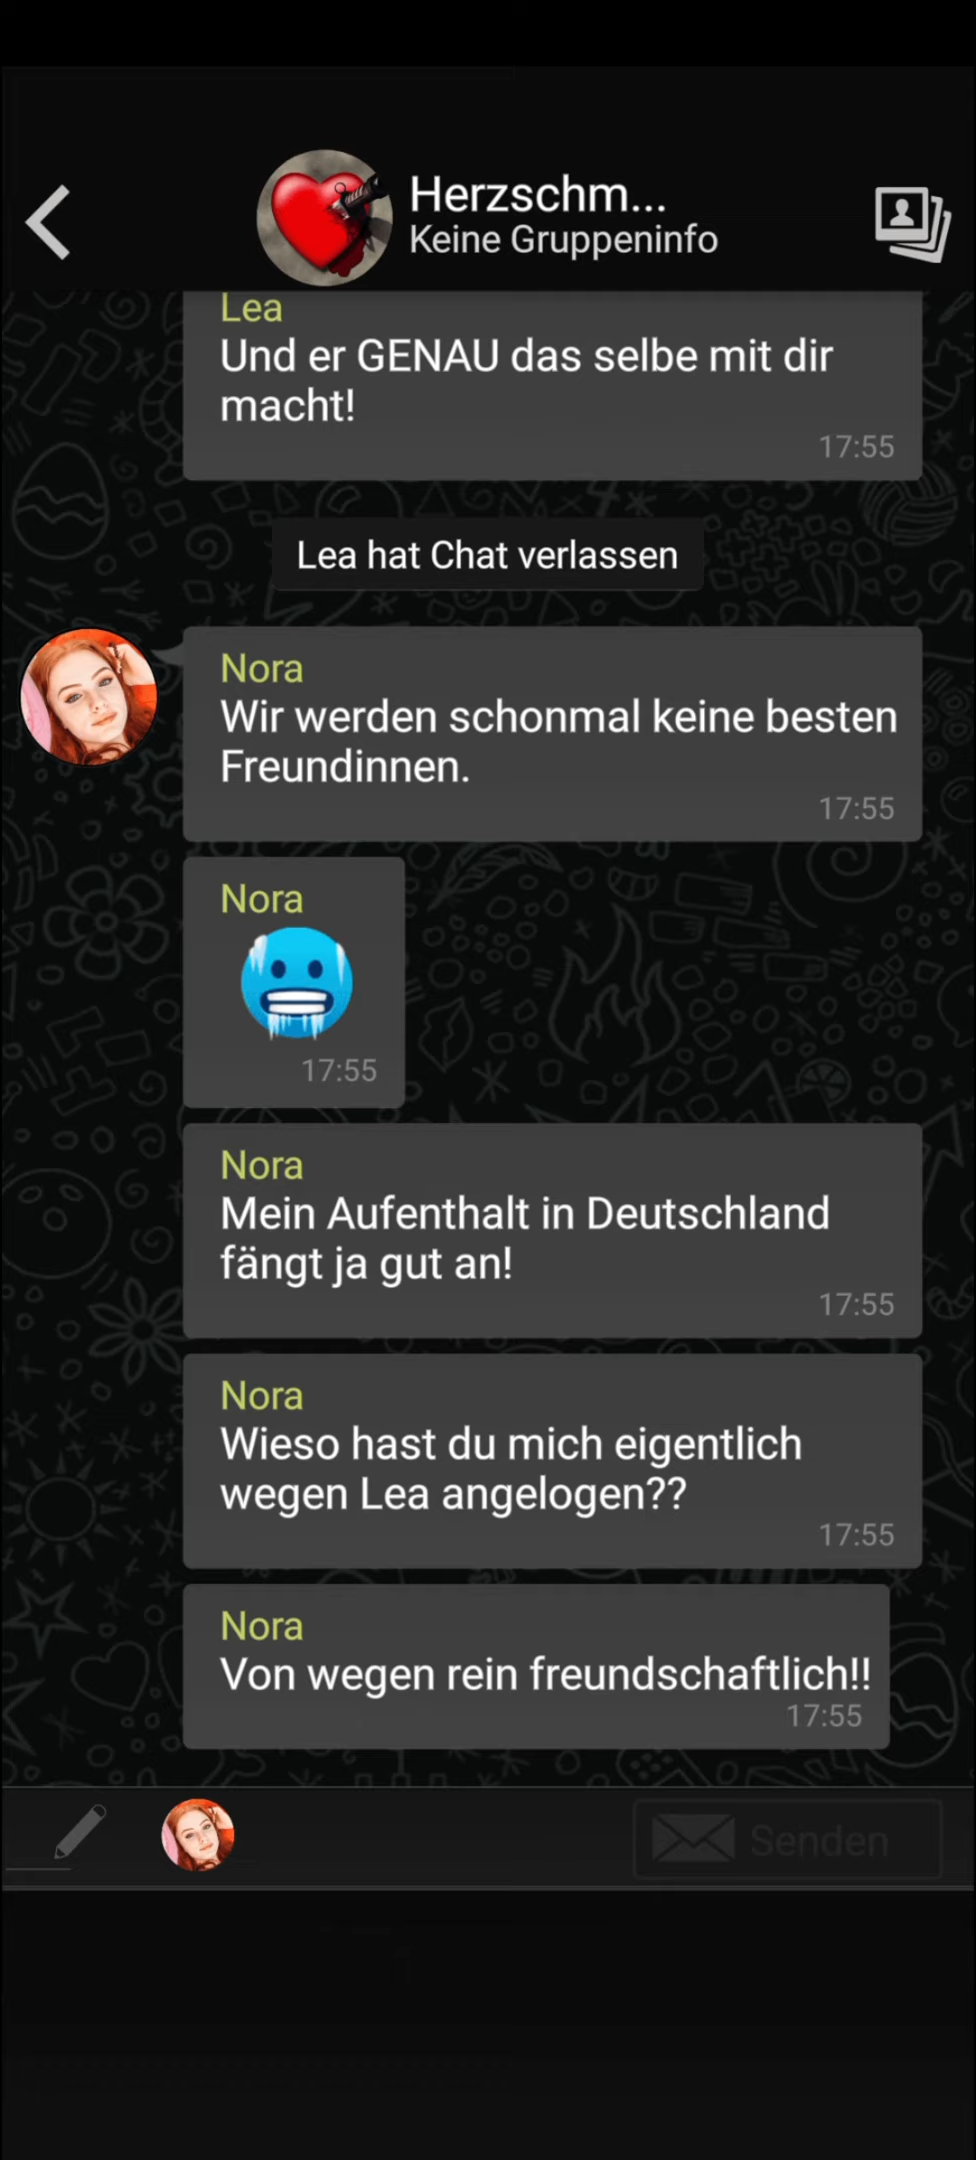 Herzschm...
Keine Gruppeninfo
Lea
Und er GENAU das selbe mit dir
macht!
17:55
Lea hat Chat verlassen
Nora
Wir werden schonmal keine besten
Freundinnen.
17:55
Nora
17:55
Nora
Mein Aufenthalt in Deutschland
fängt ja gut an!
17:55
Nora
Wieso hast du mich eigentlich
wegen Lea angelogen??
17:55
Nora
Von wegen rein freundschaftlich!!
17:55
Senden